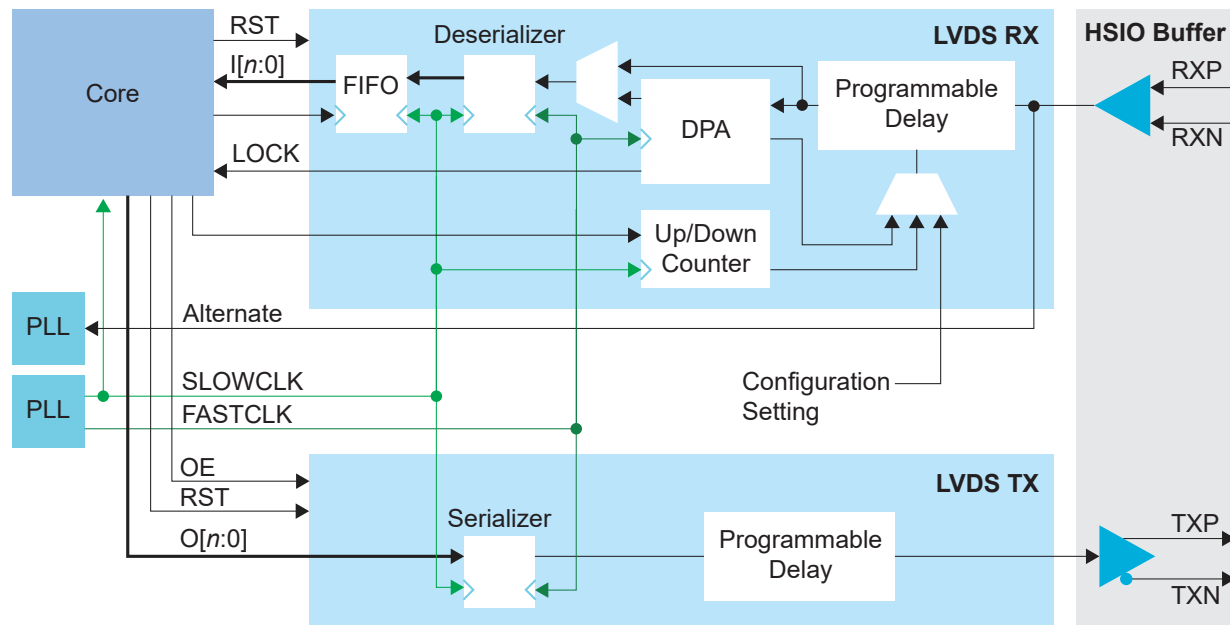 RST
Deserializer
LVDS RX
HSIO Buffer
I[n:0]
Core
FIFO
DPA
Programmable
Delay
RXP
RXN
LOCK
Up/Down
Counter
PLL
Alternate
SLOWCLK
PLL
FASTCLK
Configuration
Setting
OE
RST
O[n:0]
LVDS TX
Serializer
Programmable
Delay
TXP
TXN